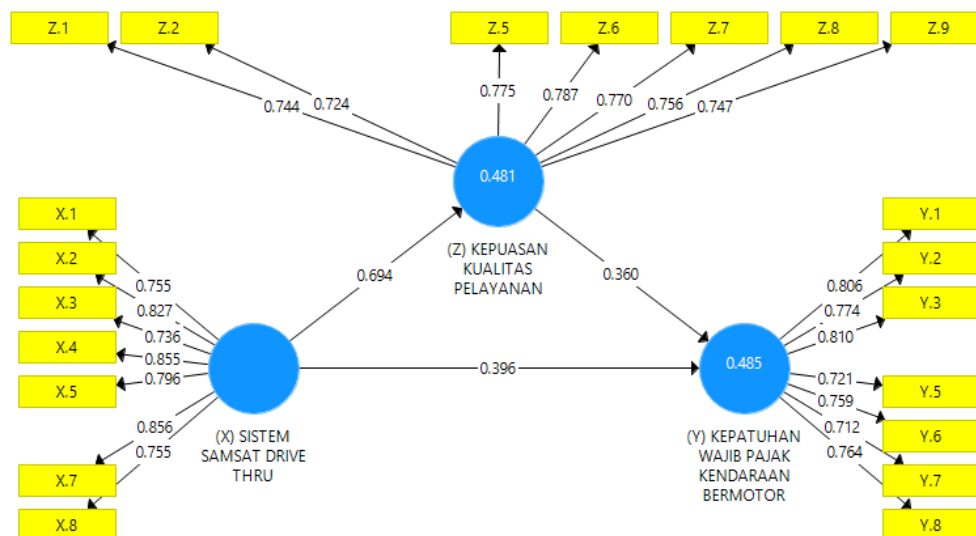 Z.1
Z.2
Z.5
Z.6
Z.7
Z.8
Z.9
0.744
0.724
0.775
0.787
0.770
0.756
0.747
0.481
(Z) KEPUASAN
KUALITAS
PELAYANAN
X.1
X.2
X.3
X.4
X.5
X.7
X.8
0.755
0.827
0.736
0.855
0.796
0.856
0.755
(X) SISTEM
SAMSAT DRIVE
THRU
0.694
0.360
0.396
0.485
(Y) KEPATUHAN
WAJIB PAJAK
KENDARAAN
BERMOTOR
0.806
0.774
0.810
0.721
0.759
0.712
0.764
Y.1
Y.2
Y.3
Y.5
Y.6
Y.7
Y.8